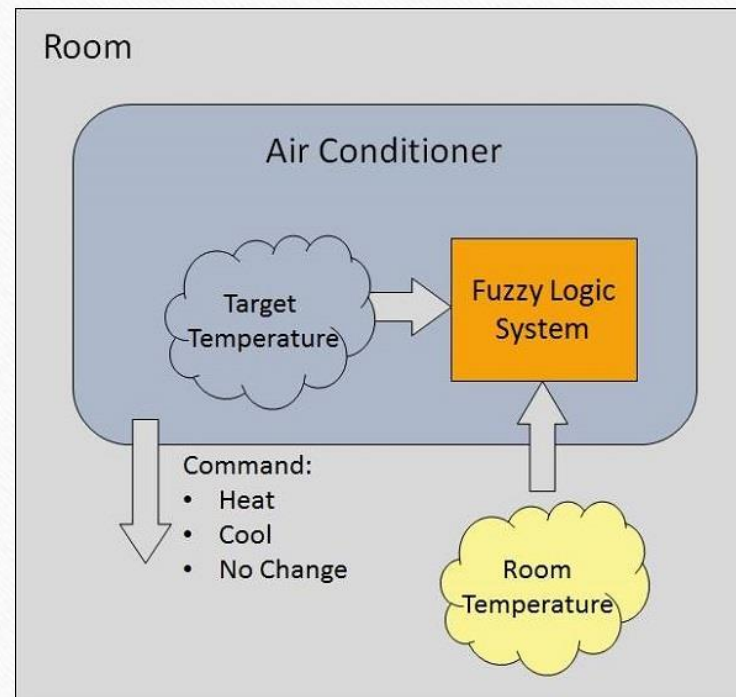 Room
Air Conditioner
Target
Temperature
Fuzzy Logic
System
Command:
• Heat
• Cool
• No Change
Room
Temperature